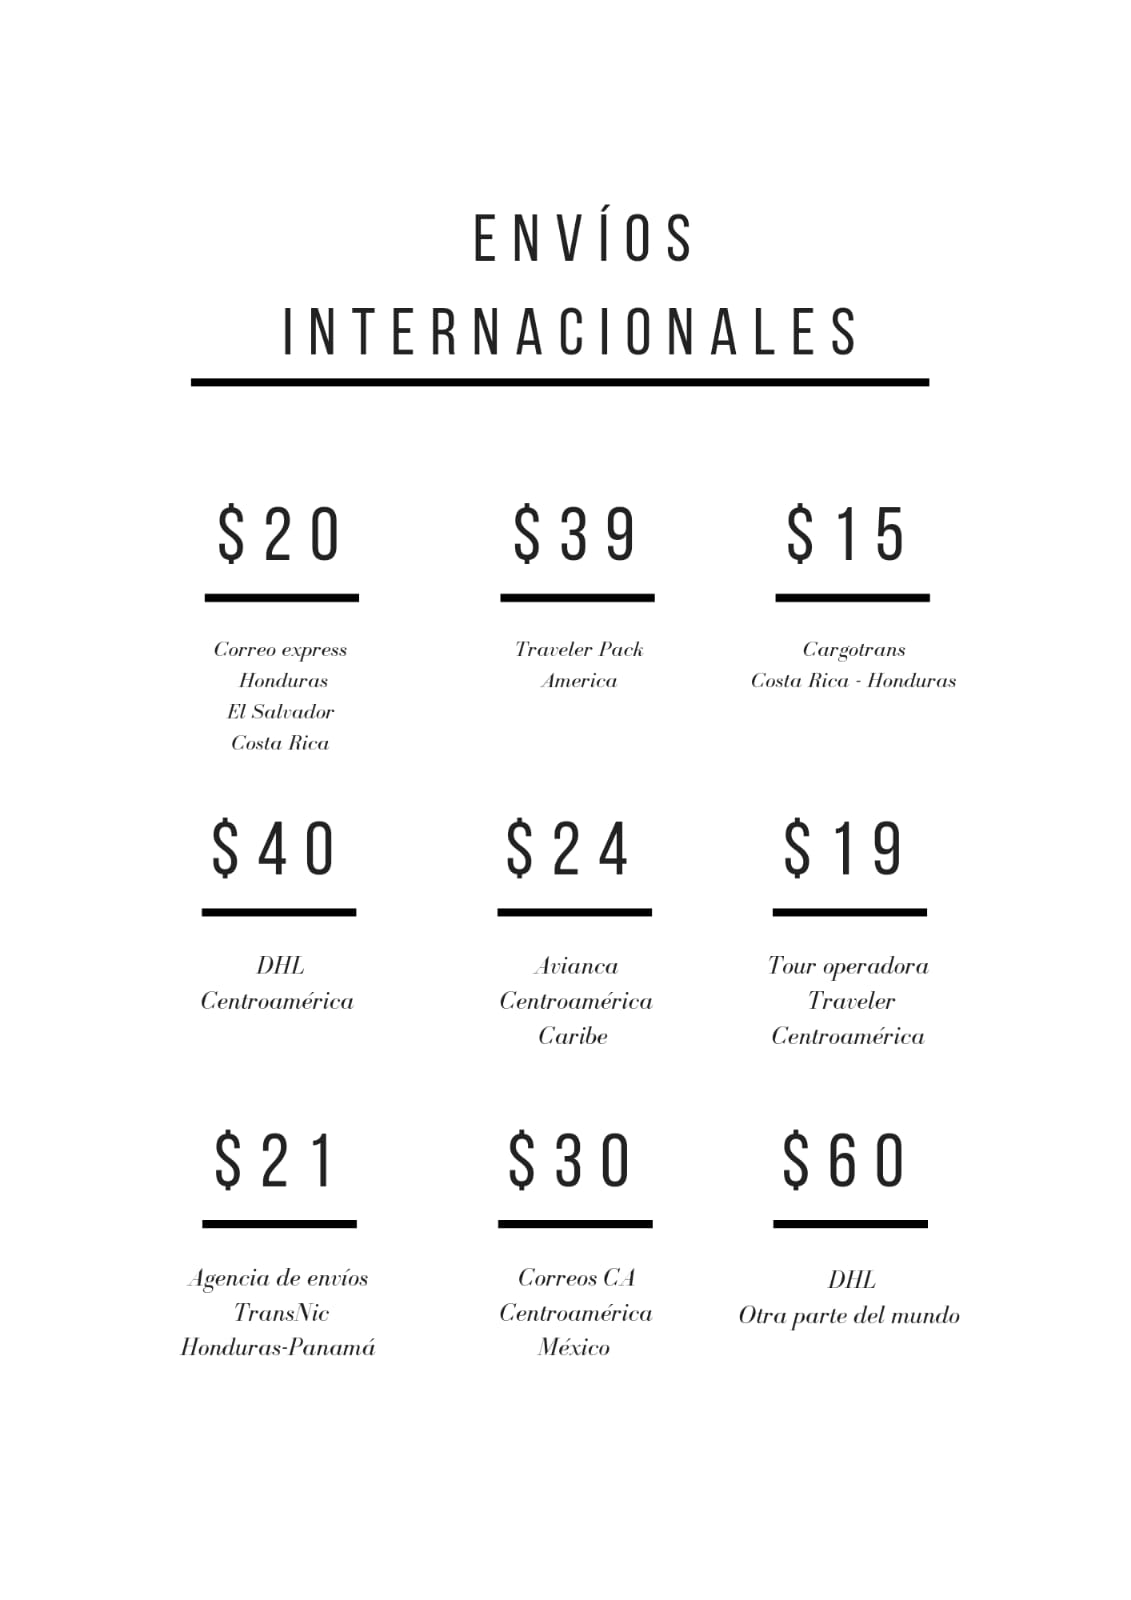 ENVÍOS
INTERNACIONALES
$20
Correo express
Honduras
El Salvador
Costa Rica
$39
Traveler Pack
America
$15
Cargotrans
Costa Rica - Honduras
$40
DHL
Centroamérica
$24
Avianca
Centroamérica
Caribe
$19
Tour operadora
Traveler
Centroamérica
$21
Agencia de envíos
TransNic
Honduras-Panamá
$30
Correos CA
Centroamérica
México
$60
DHL
Otra parte del mundo